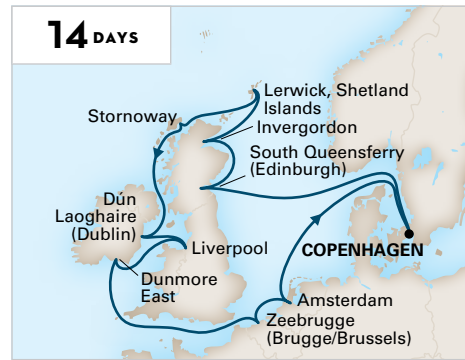 14 DAYS
Lerwick, Shetland
Islands
Stornoway
Invergordon
South Queensferry
(Edinburgh)
Dún
Laoghaire
(Dublin)
Liverpool
COPENHAGEN
Dunmore
East
Amsterdam
Zeebrugge
(Brugge/Brussels)